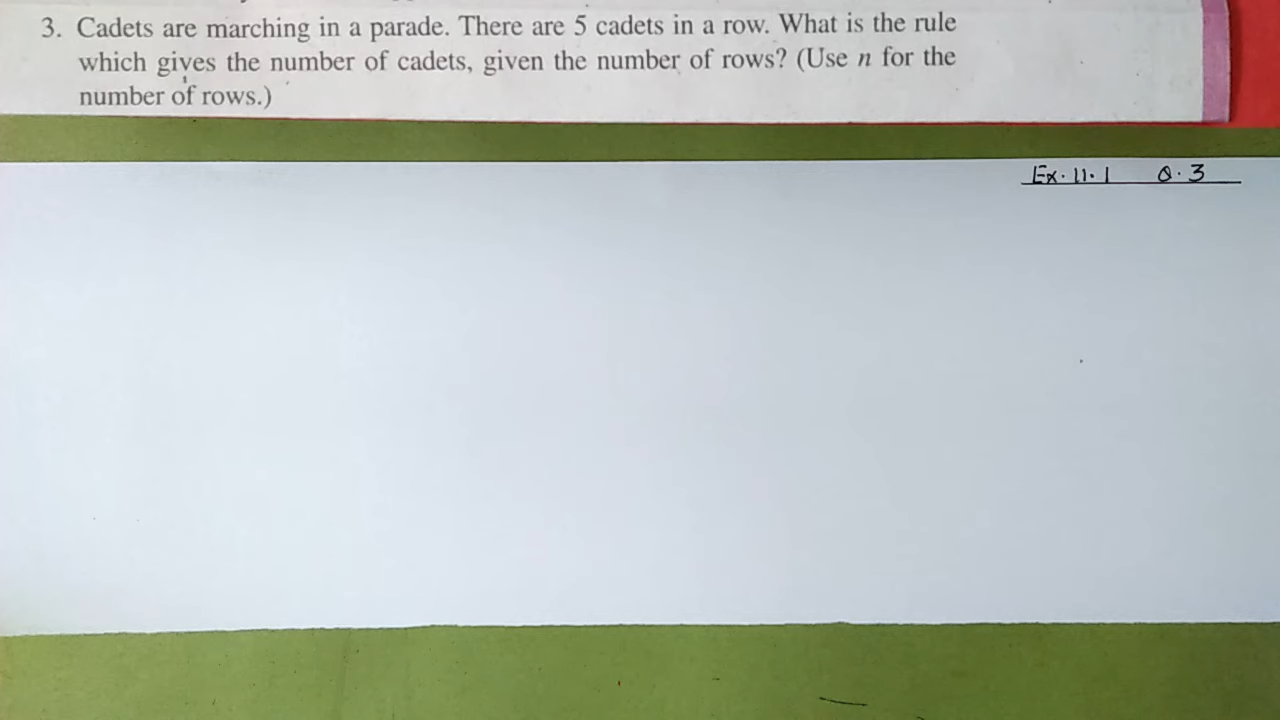 3. Cadets are marching in a parade. There are 5 cadets in a row. What is the rule
which gives the number of cadets, given the number of rows? (Use n for the
number of rows.)
Ex. 11.1 Q.3